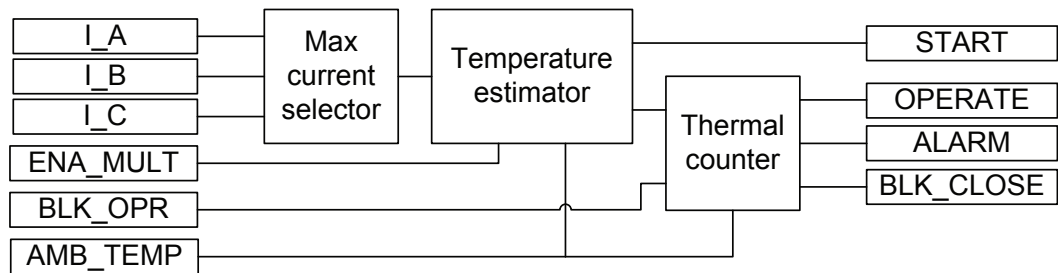 I_A
I_B
I_C
ENA_MULT
BLK_OPR
AMB_TEMP
Max
current
selector
Temperature
estimator
Thermal
counter
START
OPERATE
ALARM
BLK_CLOSE